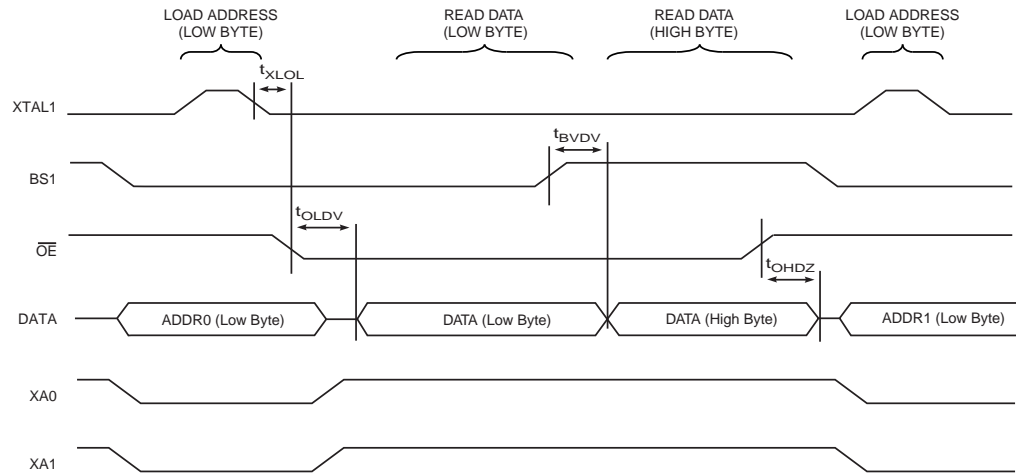 LOAD ADDRESS
(LOW BYTE)
READ DATA
(LOW BYTE)
READ DATA
(HIGH BYTE)
LOAD ADDRESS
(LOW BYTE)
tXLOL
XTAL1
tBVDV
BS1
tOLDV
OE
tOHDZ
DATA
ADDR0 (Low Byte)
DATA (Low Byte)
DATA (High Byte)
ADDR1 (Low Byte)
XA0
XA1